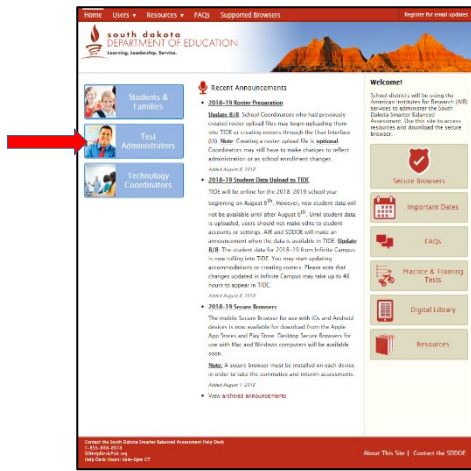 Home Users ▾ Resources ▾ FAQs Supported Browsers
Register for email updates
south dakota
DEPARTMENT OF EDUCATION
Learning. Leadership. Service.
Students &
Families
Test
Administrators
Technology
Coordinators
Recent Announcements
• 2018-19 Roster Preparation
Update 8/8: School Coordinators who had previously
created roster upload files may begin uploading them
into TIDE or creating rosters through the User Interface
(UI). Note: Creating a roster upload file is optional.
Coordinators may still have to make changes to reflect
administration or as school enrollment changes.
Added August 8, 2018
• 2018-19 Student Data Upload to TIDE
TIDE will be online for the 2018-2019 school year
beginning on August 6th. However, new student data will
not be available until after August 6th. Until student data
is uploaded, users should not make edits to student
accounts or settings. AIR and SDDOE will make an
announcement when the data is available in TIDE. Update
8/8: The student data for 2018-19 from Infinite Campus
is now rolling into TIDE. You may start updating
accommodations or creating rosters. Please note that
changes updated in Infinite Campus may take up to 48
hours to appear in TIDE.
Added August 8, 2018
• 2018-19 Secure Browsers
The mobile Secure Browser for use with iOs and Android
devices is now available for download from the Apple
App Stores and Play Store. Desktop Secure Browsers for
use with Mac and Windows computers will be available
soon.
Note: A secure browser must be installed on each device
in order to take the summative and interim assessments.
Added August 1, 2018
• View archived announcements
Welcome!
School districts will be using the
American Institutes for Research (AIR)
services to administer the South
Dakota Smarter Balanced
Assessment. Use this site to access
resources and download the secure
browser.
Secure Browsers
Important Dates
FAQs
Practice & Training
Tests
Digital Library
Resources
Contact the South Dakota Smarter Balanced Assessment Help Desk
Help Desk Hours: 6am-6pm CT
About This Site | Contact the SDDOE